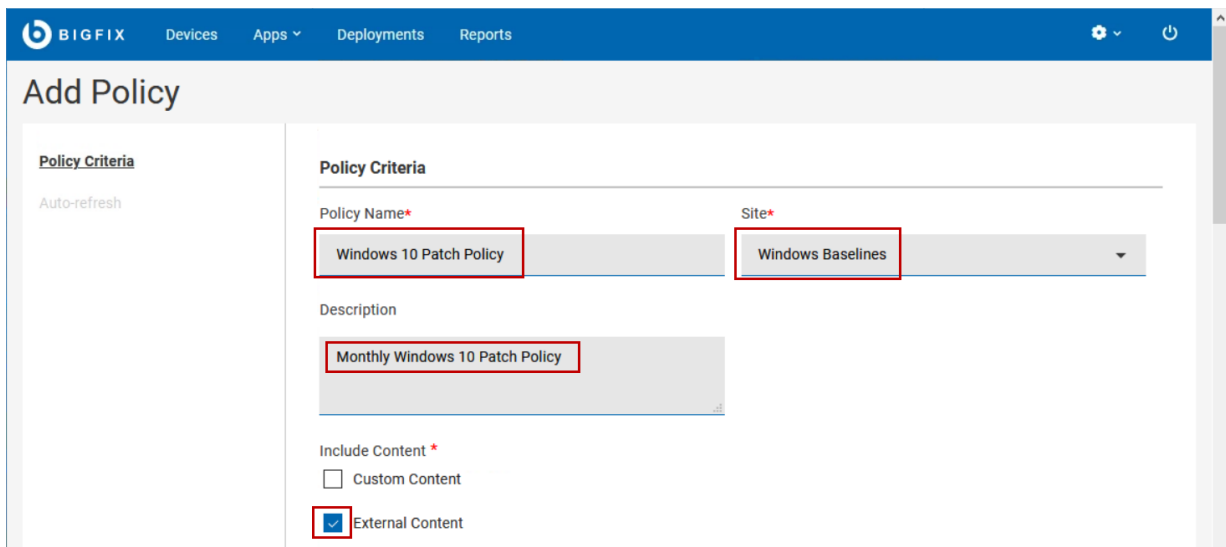 BIGFIX Devices Apps Deployments Reports
Add Policy
Policy Criteria
Auto-refresh
Policy Criteria
Policy Name* Site*
Windows 10 Patch Policy Windows Baselines
Description
Monthly Windows 10 Patch Policy
Include Content *
Custom Content
External Content